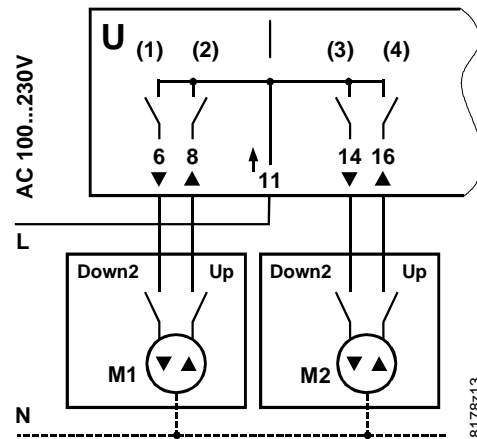 U
(1) (2) (3) (4)
AC 100...230V
6 8 11 14 16
L
Down2 Up Down2 Up
M1 M2
N
8178z13